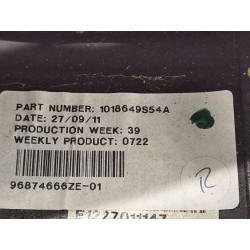 PART NUMBER: 1018649S54A
DATE: 27/09/11
PRODUCTION WEEK: 39
WEEKLY PRODUCT: 0722
R
96874666ZE-01